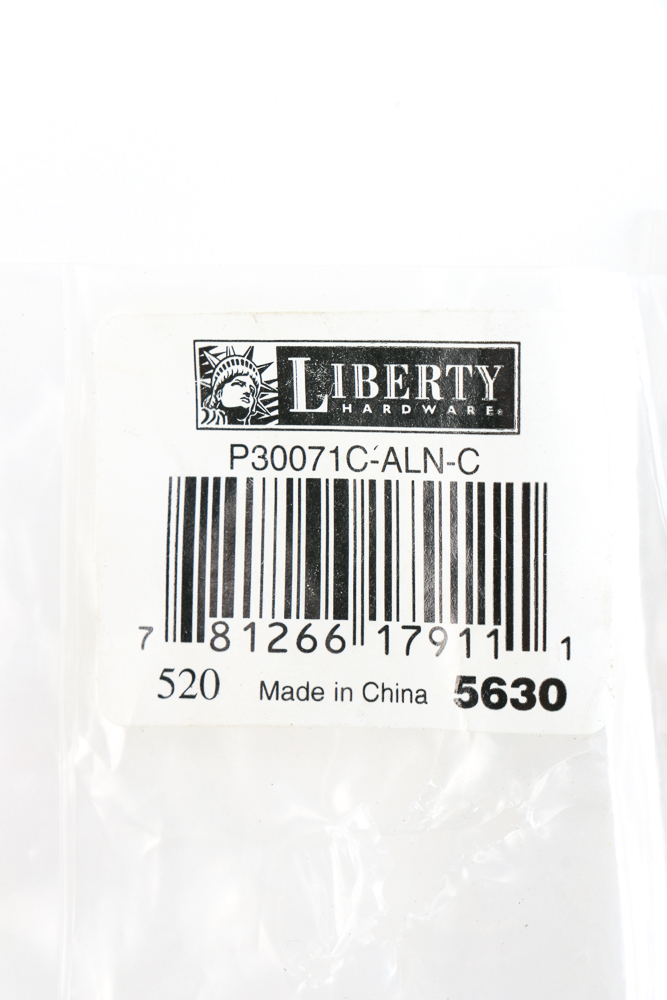 LIBERTY
HARDWARE®
P30071C-ALN-C
7 81266 17911 1
520 Made in China 5630